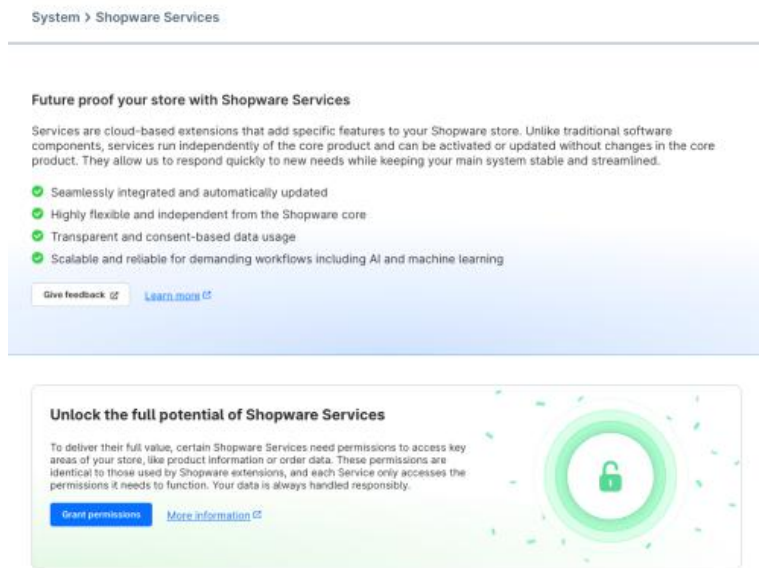 System > Shopware Services
Future proof your store with Shopware Services
Services are cloud-based extensions that add specific features to your Shopware store. Unlike traditional software
components, services run independently of the core product and can be activated or updated without changes in the core
product. They allow us to respond quickly to new needs while keeping your main system stable and streamlined.
Seamlessly integrated and automatically updated
Highly flexible and independent from the Shopware core
Transparent and consent-based data usage
Scalable and reliable for demanding workflows including AI and machine learning
Give feedback
Learn more
Unlock the full potential of Shopware Services
To deliver their full value, certain Shopware Services need permissions to access key
areas of your store, like product information or order data. These permissions are
identical to those used by Shopware extensions, and each Service only accesses the
permissions it needs to function. Your data is always handled responsibly.
Grant permissions
More information